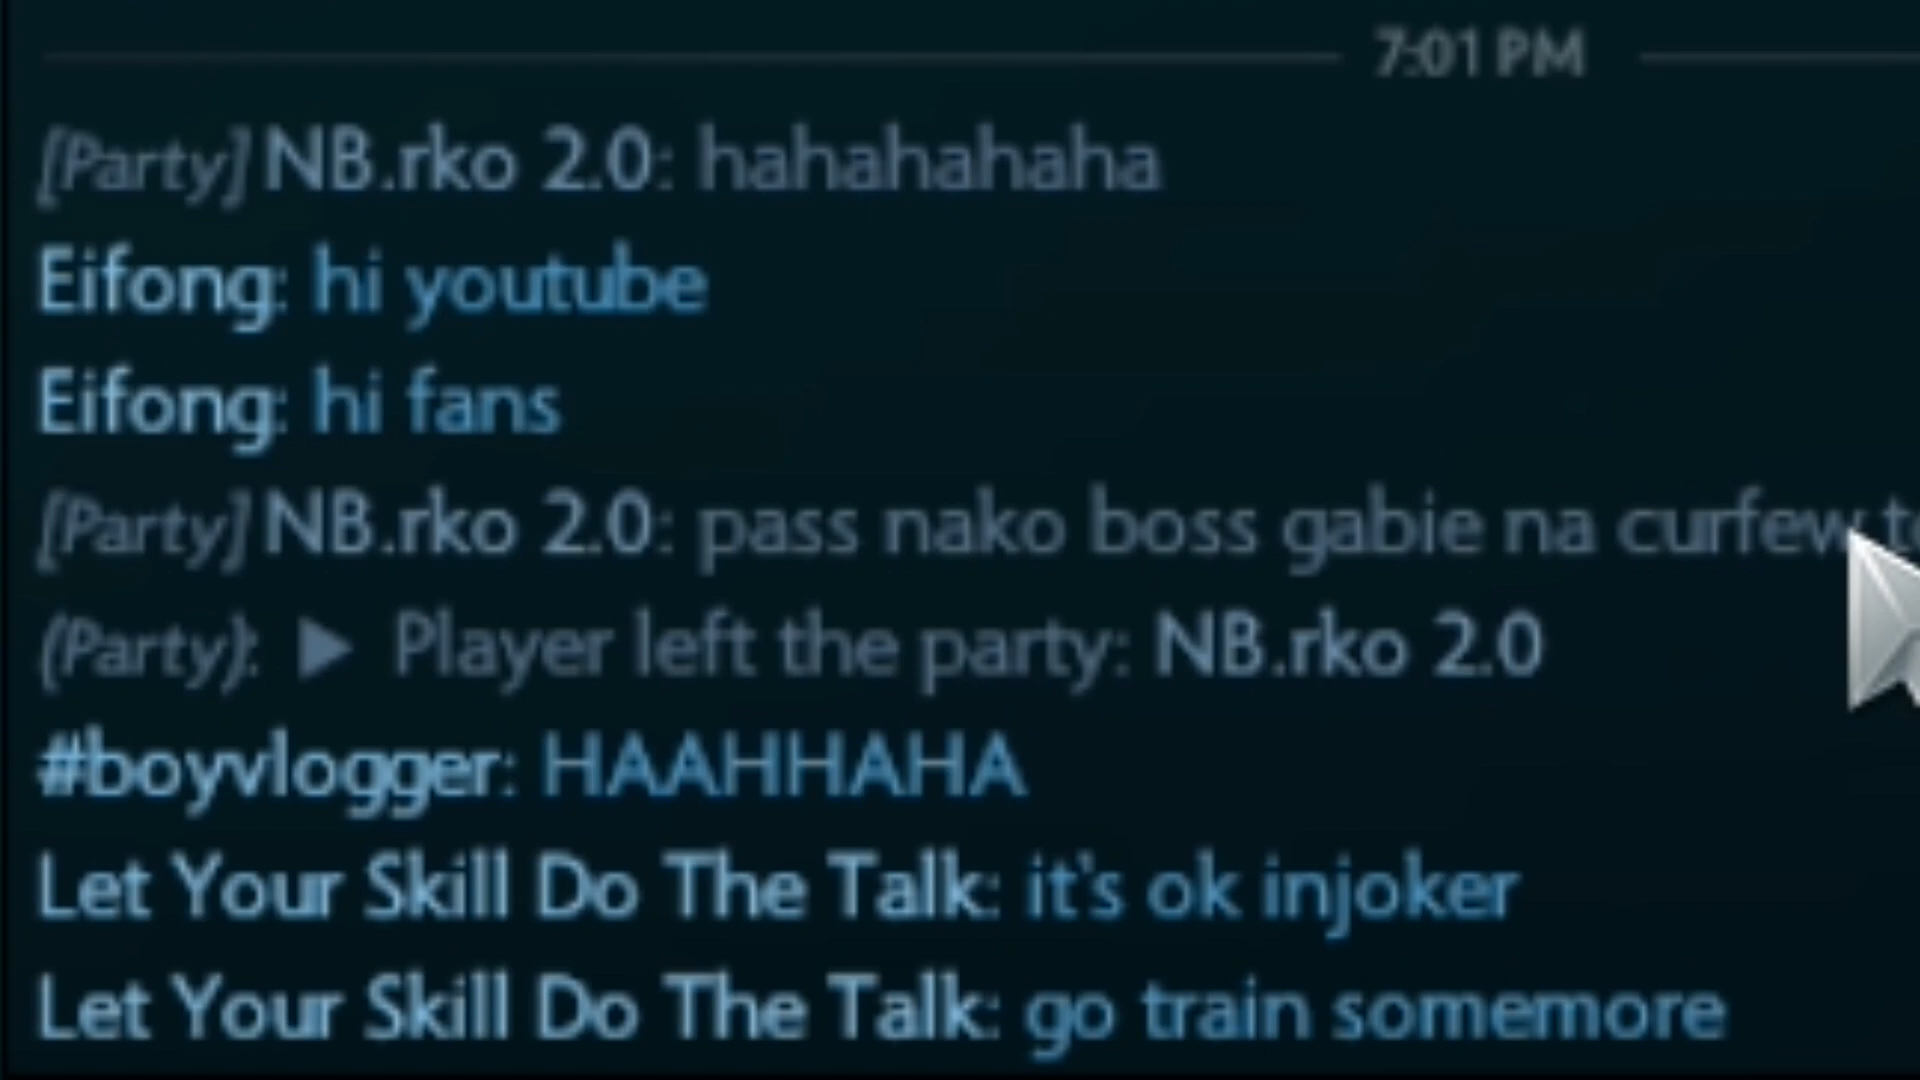 7:01 PM
[Party] NB.rko 2.0: hahahahaha
Eifong: hi youtube
Eifong: hi fans
[Party] NB.rko 2.0: pass nako boss gabie na curfew
(Party): ▶ Player left the party: NB.rko 2.0
#boyvlogger: HAAHHAHA
Let Your Skill Do The Talk: it's ok injoker
Let Your Skill Do The Talk: go train somemore